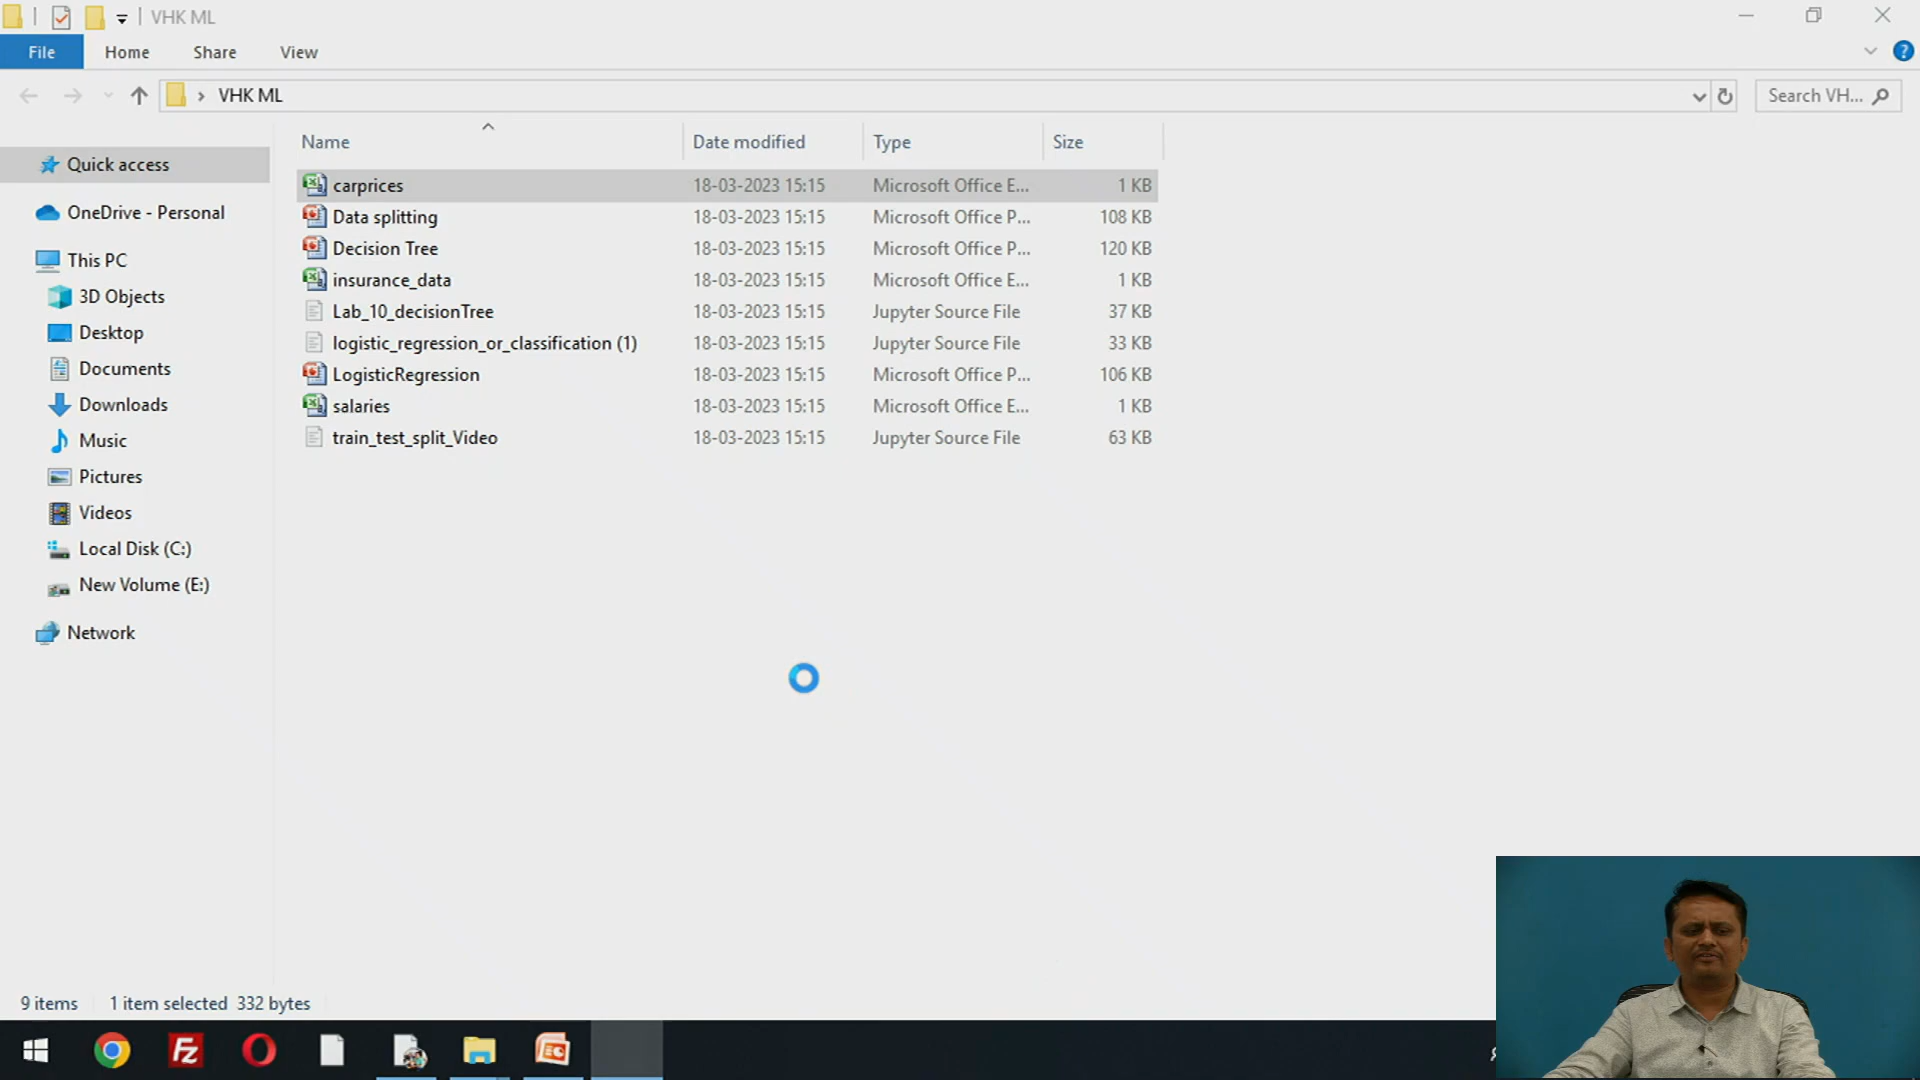 VHK ML
File Home Share View
VHK ML Search VH...
Name Date modified Type Size
Quick access
OneDrive - Personal
This PC
3D Objects
Desktop
Documents
Downloads
Music
Pictures
Videos
Local Disk (C:)
New Volume (E:)
Network
carprices 18-03-2023 15:15 Microsoft Office E... 1 KB
Data splitting 18-03-2023 15:15 Microsoft Office P... 108 KB
Decision Tree 18-03-2023 15:15 Microsoft Office P... 120 KB
insurance_data 18-03-2023 15:15 Microsoft Office E... 1 KB
Lab_10_decisionTree 18-03-2023 15:15 Jupyter Source File 37 KB
logistic_regression_or_classification (1) 18-03-2023 15:15 Jupyter Source File 33 KB
LogisticRegression 18-03-2023 15:15 Microsoft Office P... 106 KB
salaries 18-03-2023 15:15 Microsoft Office E... 1 KB
train_test_split_Video 18-03-2023 15:15 Jupyter Source File 63 KB
9 items 1 item selected 332 bytes